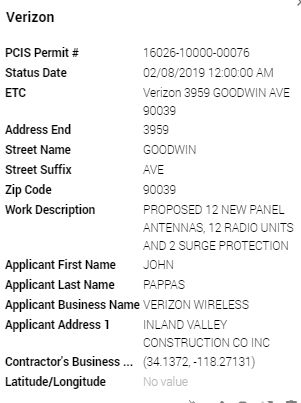 Verizon
PCIS Permit # 16026-10000-00076
Status Date 02/08/2019 12:00:00 AM
ETC Verizon 3959 GOODWIN AVE
90039
Address End 3959
Street Name GOODWIN
Street Suffix AVE
Zip Code 90039
Work Description PROPOSED 12 NEW PANEL
ANTENNAS, 12 RADIO UNITS
AND 2 SURGE PROTECTION
Applicant First Name JOHN
Applicant Last Name PAPPAS
Applicant Business Name VERIZON WIRELESS
Applicant Address 1 INLAND VALLEY
CONSTRUCTION CO INC
Contractor's Business ... (34.1372, -118.27131)
Latitude/Longitude No value